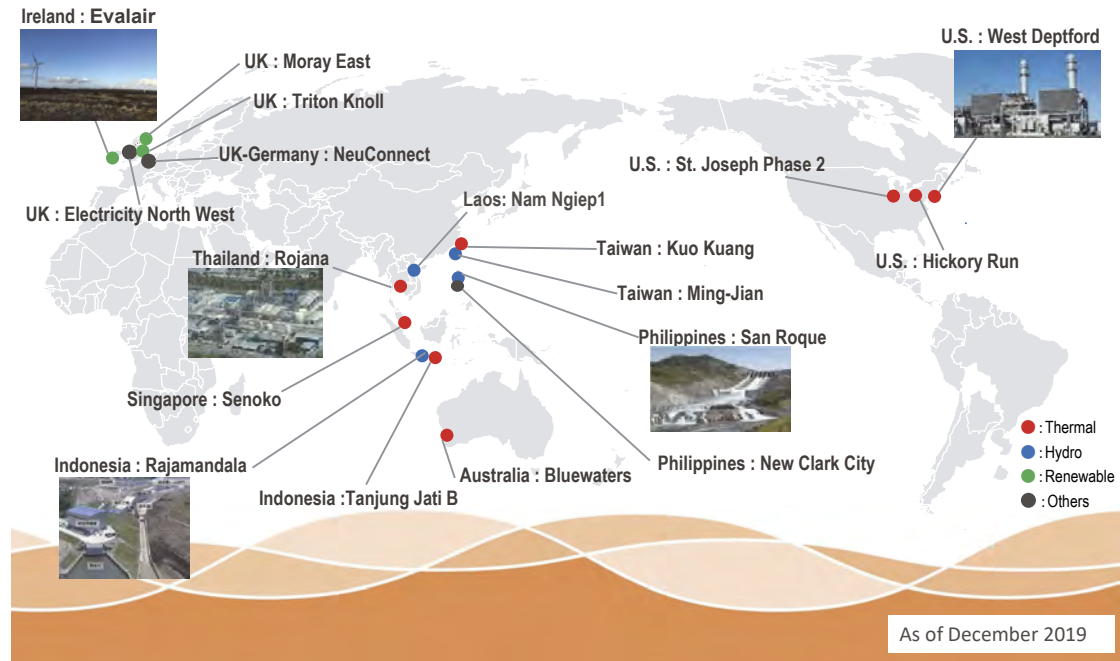 Ireland : Evalair
U.S. : West Deptford
UK : Moray East
UK : Triton Knoll
UK-Germany : NeuConnect
U.S. : St. Joseph Phase 2
Laos: Nam Ngiep1
UK : Electricity North West
Taiwan : Kuo Kuang
Thailand : Rojana
U.S. : Hickory Run
Taiwan : Ming-Jian
Philippines : San Roque
Singapore : Senoko
: Thermal
: Hydro
: Renewable
: Others
Indonesia : Rajamandala
Australia : Bluewaters
Philippines : New Clark City
Indonesia :Tanjung Jati B
As of December 2019